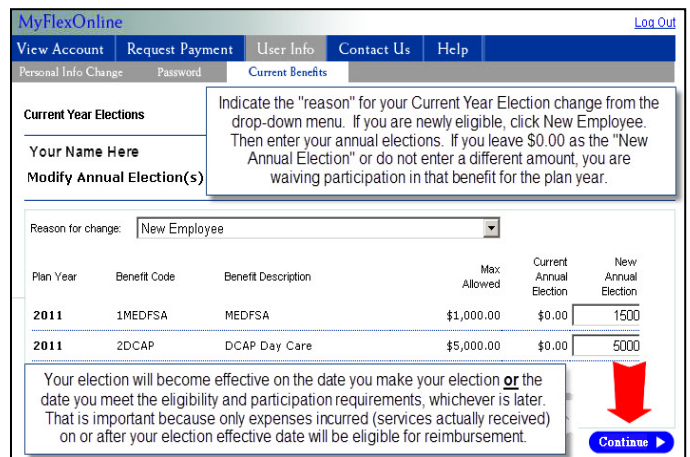 MyFlexOnline
Log Out
View Account Request Payment User Info Contact Us Help
Personal Info Change Password Current Benefits
Current Year Elections
Indicate the "reason" for your Current Year Election change from the
drop-down menu. If you are newly eligible, click New Employee.
Then enter your annual elections. If you leave $0.00 as the "New
Annual Election" or do not enter a different amount, you are
waiving participation in that benefit for the plan year.
Your Name Here
Modify Annual Election(s)
Reason for change: New Employee
Plan Year Benefit Code Benefit Description Max Allowed Current Annual Election New Annual Election
2011 1MEDFSA MEDFSA $1,000.00 $0.00 1500
2011 2DCAP DCAP Day Care $5,000.00 $0.00 5000
Your election will become effective on the date you make your election or the
date you meet the eligibility and participation requirements, whichever is later.
That is important because only expenses incurred (services actually received)
on or after your election effective date will be eligible for reimbursement.
Continue